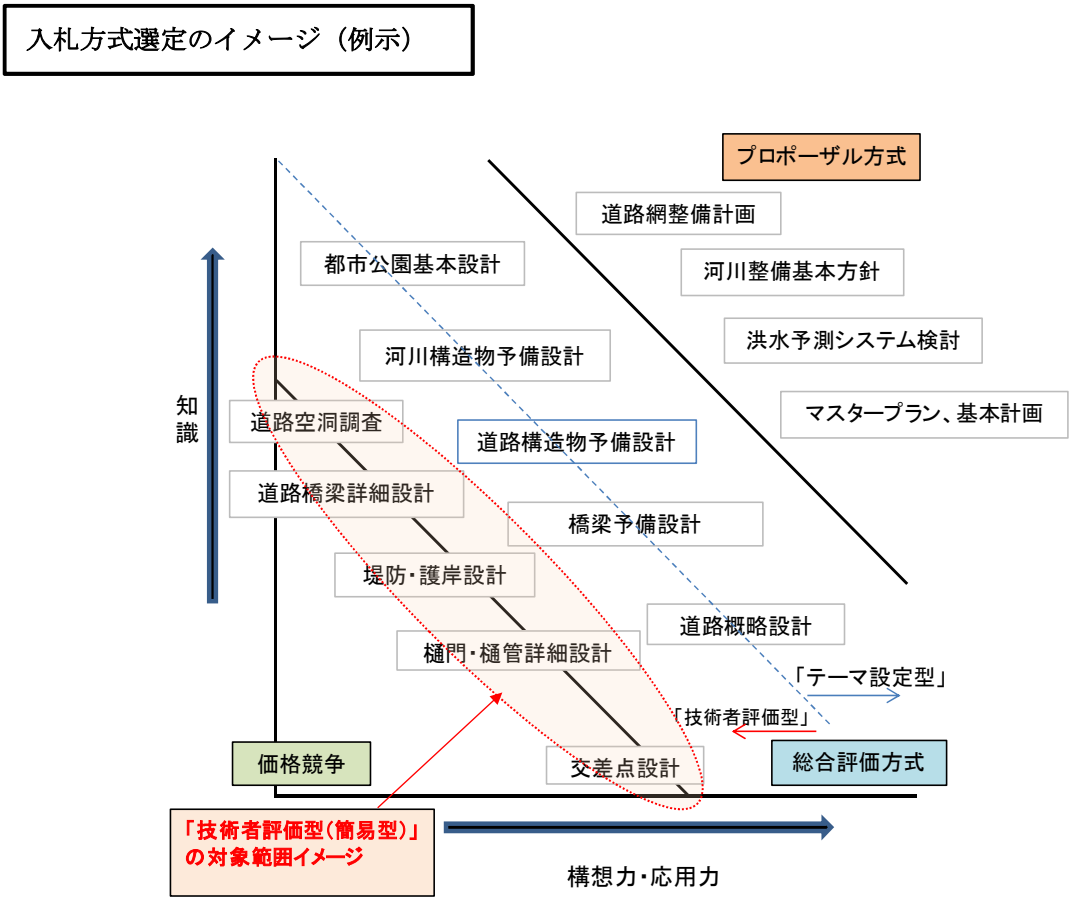 入札方式選定のイメージ（例示）
プロポーザル方式
道路網整備計画
都市公園基本設計
河川整備基本方針
洪水予測システム検討
河川構造物予備設計
知識
道路空洞調査
マスタープラン、基本計画
道路構造物予備設計
道路橋梁詳細設計
橋梁予備設計
堤防・護岸設計
道路概略設計
樋門・樋管詳細設計
「テーマ設定型」
「技術者評価型」
価格競争
交差点設計
総合評価方式
「技術者評価型（簡易型）」
の対象範囲イメージ
構想力・応用力